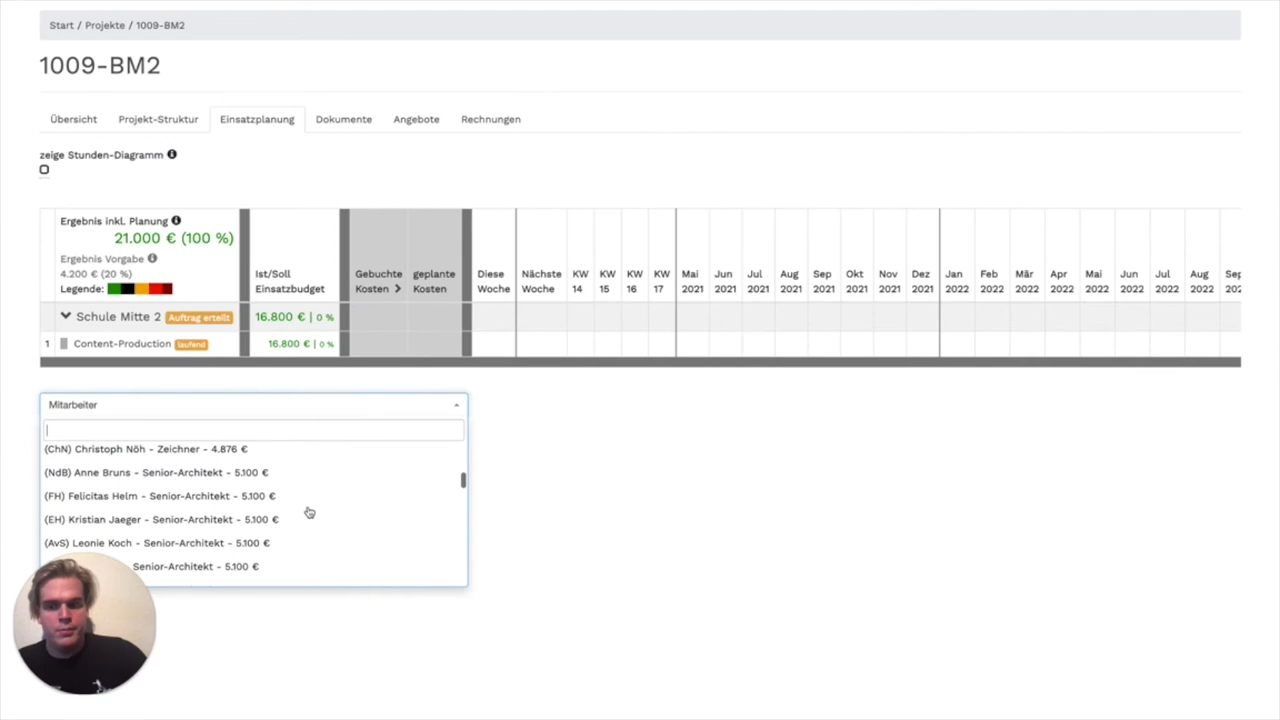 Start / Projekte / 1009-BM2
1009-BM2
Übersicht Projekt-Struktur Einsatzplanung Dokumente Angebote Rechnungen
zeige Stunden-Diagramm
Ergebnis inkl. Planung
21.000 € (100 %)
Ergebnis Vorgabe
4.200 € (20 %)
Legende:
Ist/Soll Einsatzbudget
Gebuchte Kosten
geplante Kosten
Diese Woche
Nächste Woche
KW 14
KW 15
KW 16
KW 17
Mai 2021
Jun 2021
Jul 2021
Aug 2021
Sep 2021
Okt 2021
Nov 2021
Dez 2021
Jan 2022
Feb 2022
Mär 2022
Apr 2022
Mai 2022
Jun 2022
Jul 2022
Aug 2022
Sep
Schule Mitte 2 Auftrag erteilt 16.800 € | 0 %
1 Content-Production laufend 16.800 € | 0 %
Mitarbeiter
(ChN) Christoph Nöh - Zeichner - 4.876 €
(NdB) Anne Bruns - Senior-Architekt - 5.100 €
(FH) Felicitas Helm - Senior-Architekt - 5.100 €
(EH) Kristian Jaeger - Senior-Architekt - 5.100 €
(AvS) Leonie Koch - Senior-Architekt - 5.100 €
Senior-Architekt - 5.100 €